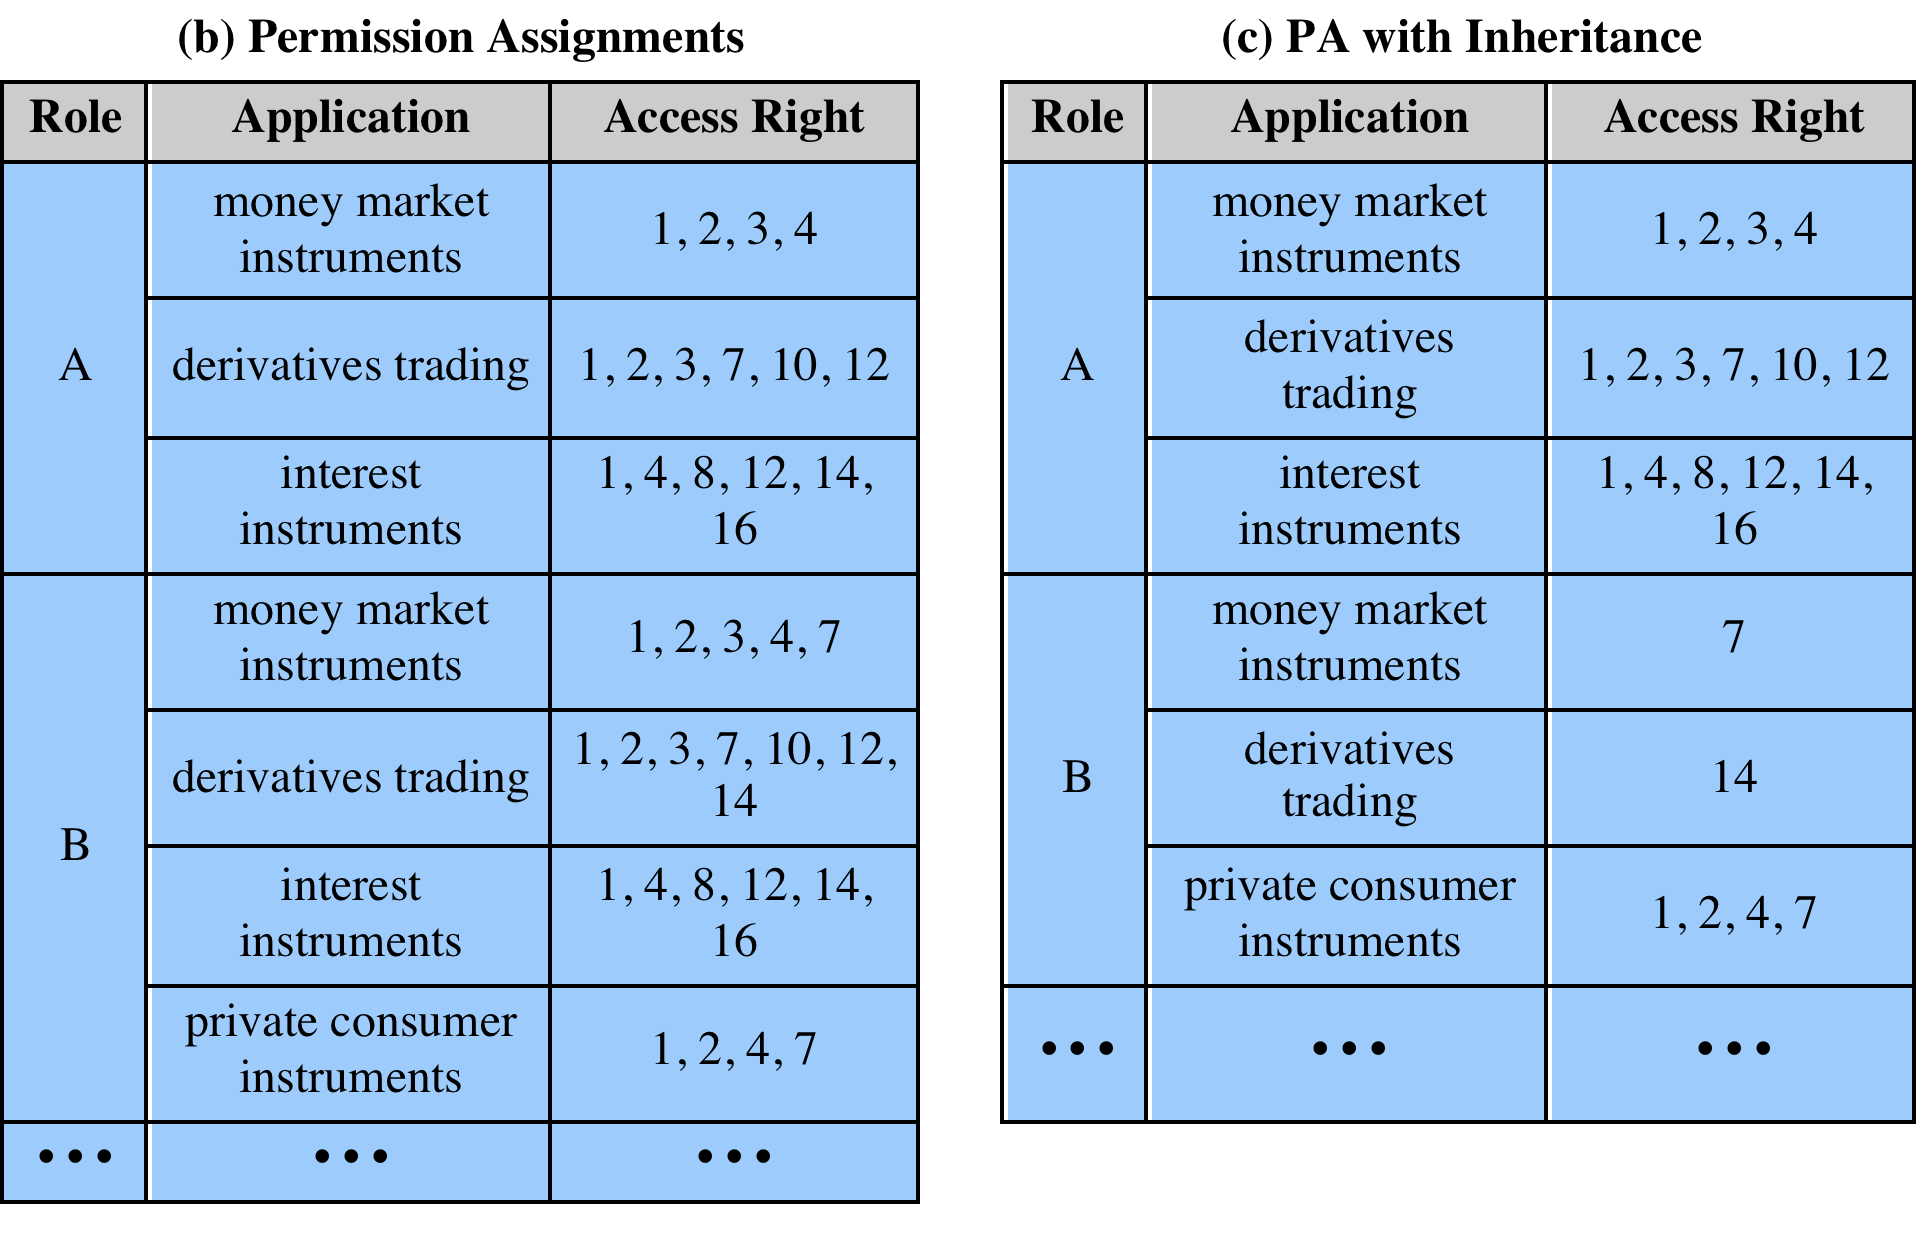 (b) Permission Assignments
Role Application Access Right
A
money market
instruments
1, 2, 3, 4
derivatives trading
1, 2, 3, 7, 10, 12
interest
instruments
1, 4, 8, 12, 14,
16
B
money market
instruments
1, 2, 3, 4, 7
derivatives trading
1, 2, 3, 7, 10, 12,
14
interest
instruments
1, 4, 8, 12, 14,
16
private consumer
instruments
1, 2, 4, 7
••• ••• •••
(c) PA with Inheritance
Role Application Access Right
A
money market
instruments
1, 2, 3, 4
derivatives
trading
1, 2, 3, 7, 10, 12
interest
instruments
1, 4, 8, 12, 14,
16
B
money market
instruments
7
derivatives
trading
14
private consumer
instruments
1, 2, 4, 7
••• ••• •••